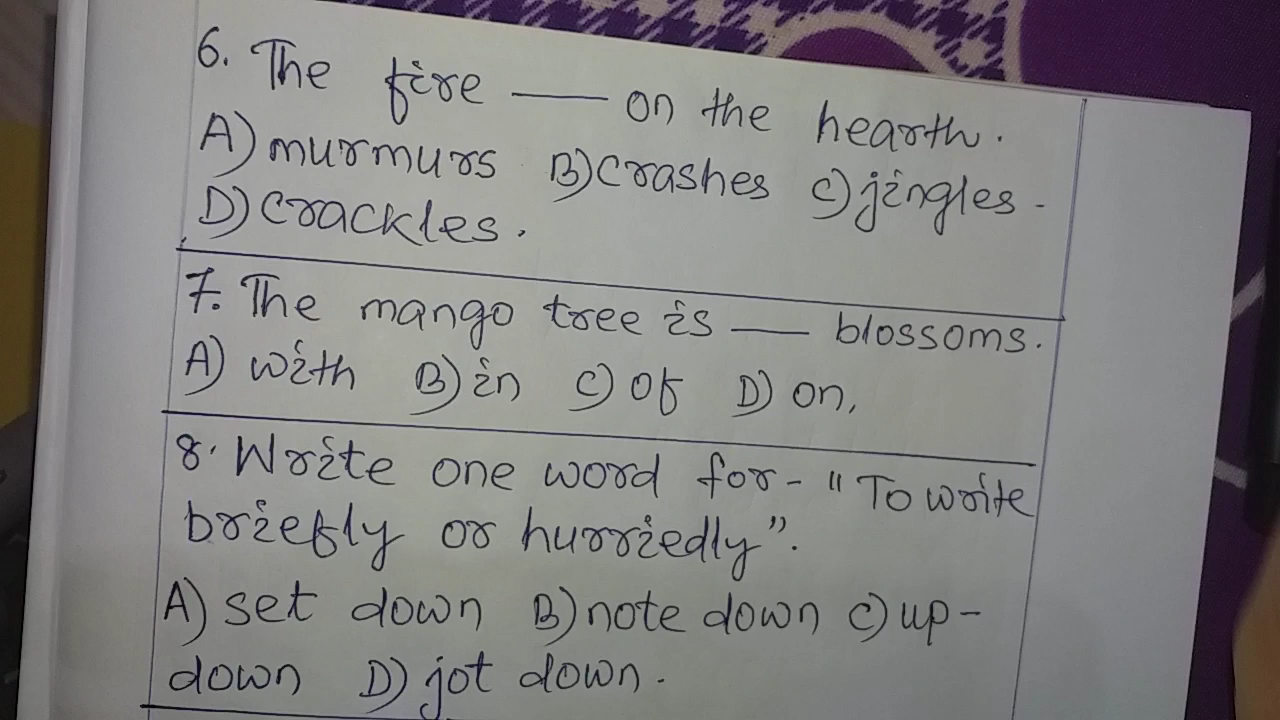 6. The fire — on the hearth.
A) murmurs B) crashes C) jingles.
D) crackles.
7. The mango tree is — blossoms.
A) with B) in C) of D) on,
8. Write one word for - "To write
briefly or hurriedly".
A) set down B) note down C) up-
down D) jot down.